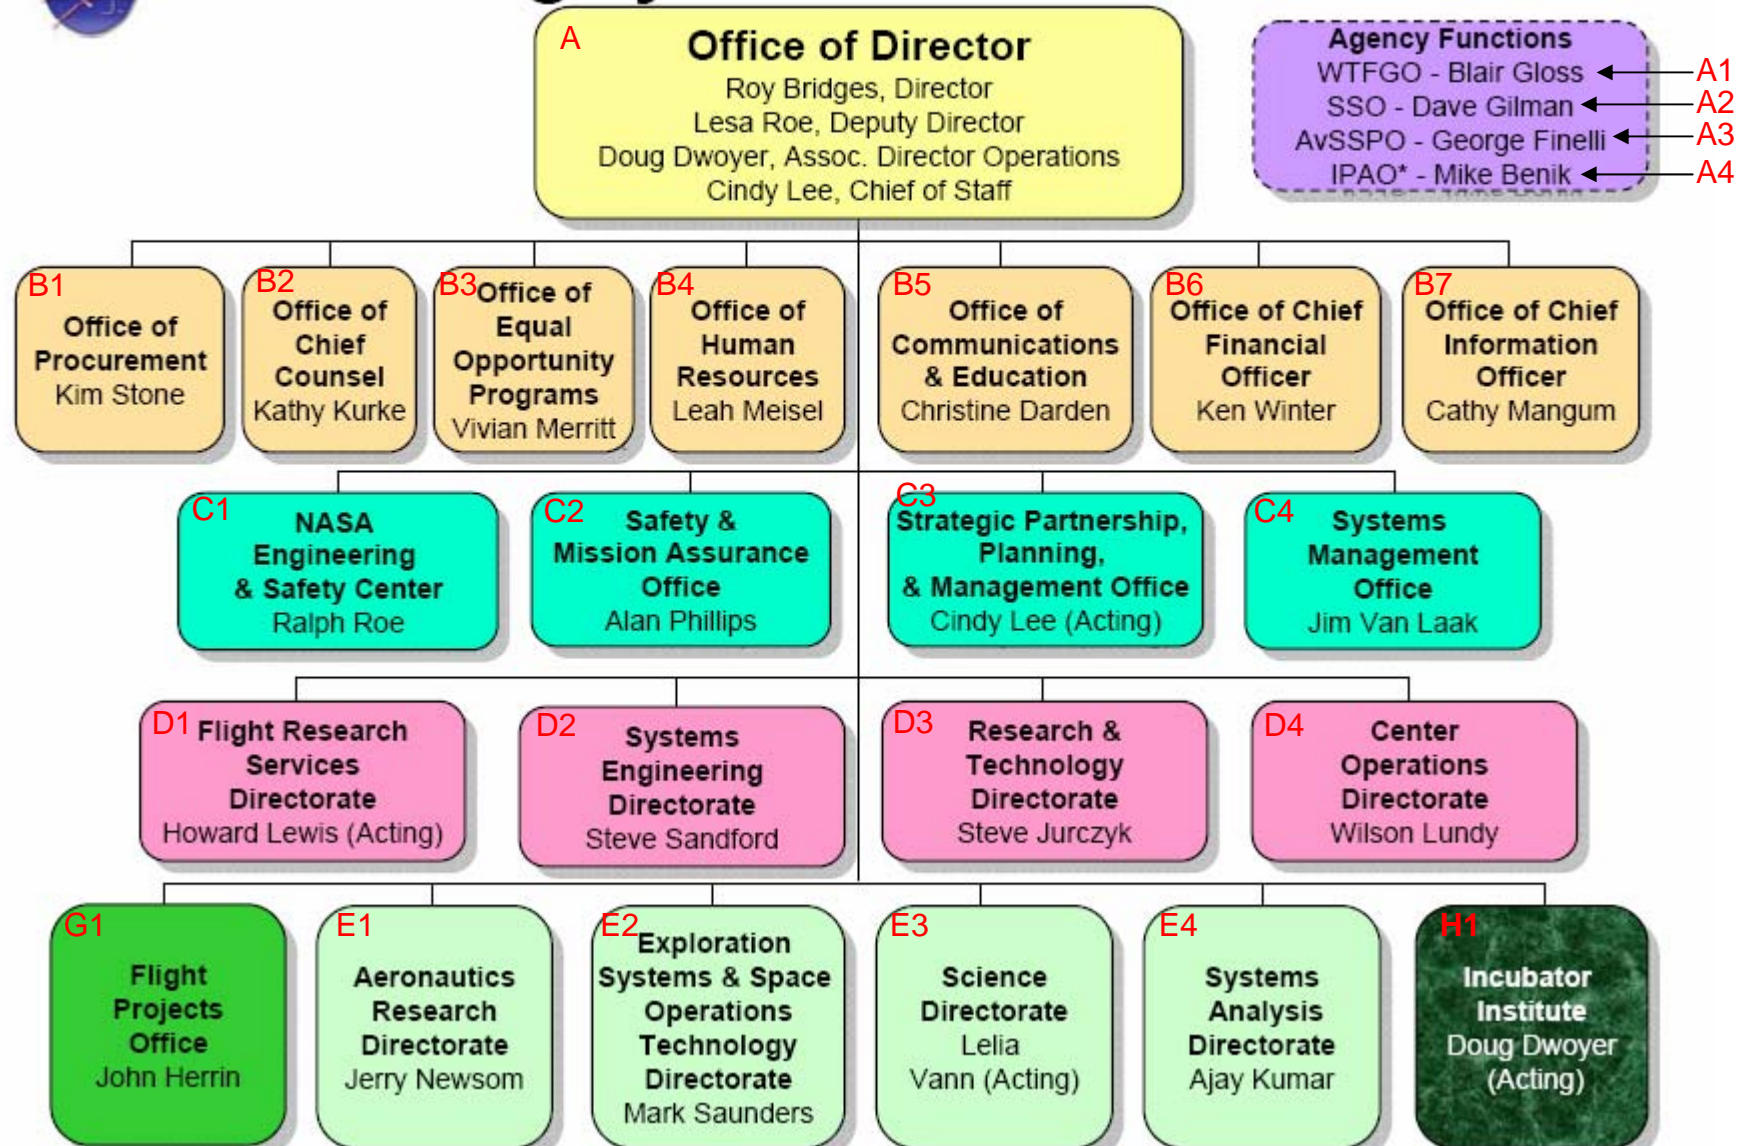 A
Office of Director
Roy Bridges, Director
Lesa Roe, Deputy Director
Doug Dwoyer, Assoc. Director Operations
Cindy Lee, Chief of Staff
Agency Functions
WTFGO - Blair Gloss
A1
SSO - Dave Gilman
A2
AvSSPO - George Finelli
A3
IPAO* - Mike Benik
A4
B1
Office of
Procurement
Kim Stone
B2
Office of
Chief
Counsel
Kathy Kurke
B3
Office of
Equal
Opportunity
Programs
Vivian Merritt
B4
Office of
Human
Resources
Leah Meisel
B5
Office of
Communications
& Education
Christine Darden
B6
Office of Chief
Financial
Officer
Ken Winter
B7
Office of Chief
Information
Officer
Cathy Mangum
C1
NASA
Engineering
& Safety Center
Ralph Roe
C2
Safety &
Mission Assurance
Office
Alan Phillips
C3
Strategic Partnership,
Planning,
& Management Office
Cindy Lee (Acting)
C4
Systems
Management
Office
Jim Van Laak
D1
Flight Research
Services
Directorate
Howard Lewis (Acting)
D2
Systems
Engineering
Directorate
Steve Sandford
D3
Research &
Technology
Directorate
Steve Jurczyk
D4
Center
Operations
Directorate
Wilson Lundy
G1
Flight
Projects
Office
John Herrin
E1
Aeronautics
Research
Directorate
Jerry Newsom
E2
Exploration
Systems & Space
Operations
Technology
Directorate
Mark Saunders
E3
Science
Directorate
Lelia
Vann (Acting)
E4
Systems
Analysis
Directorate
Ajay Kumar
H1
Incubator
Institute
Doug Dwoyer
(Acting)